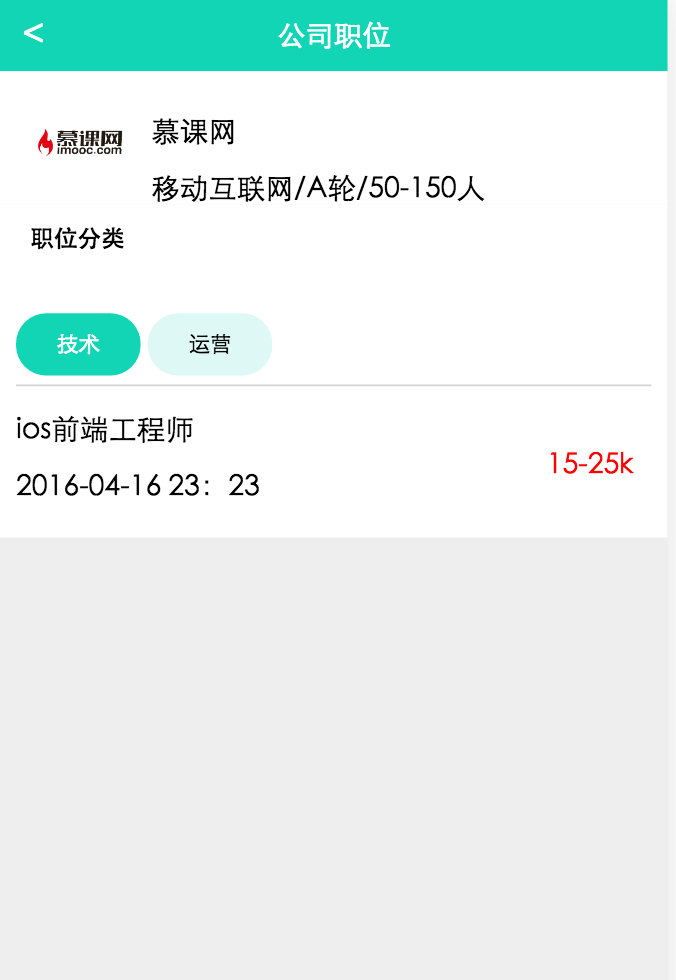 <
公司职位
慕课网
imooc.com
慕课网
移动互联网/A轮/50-150人
职位分类
技术
运营
ios前端工程师
2016-04-16 23：23
15-25k